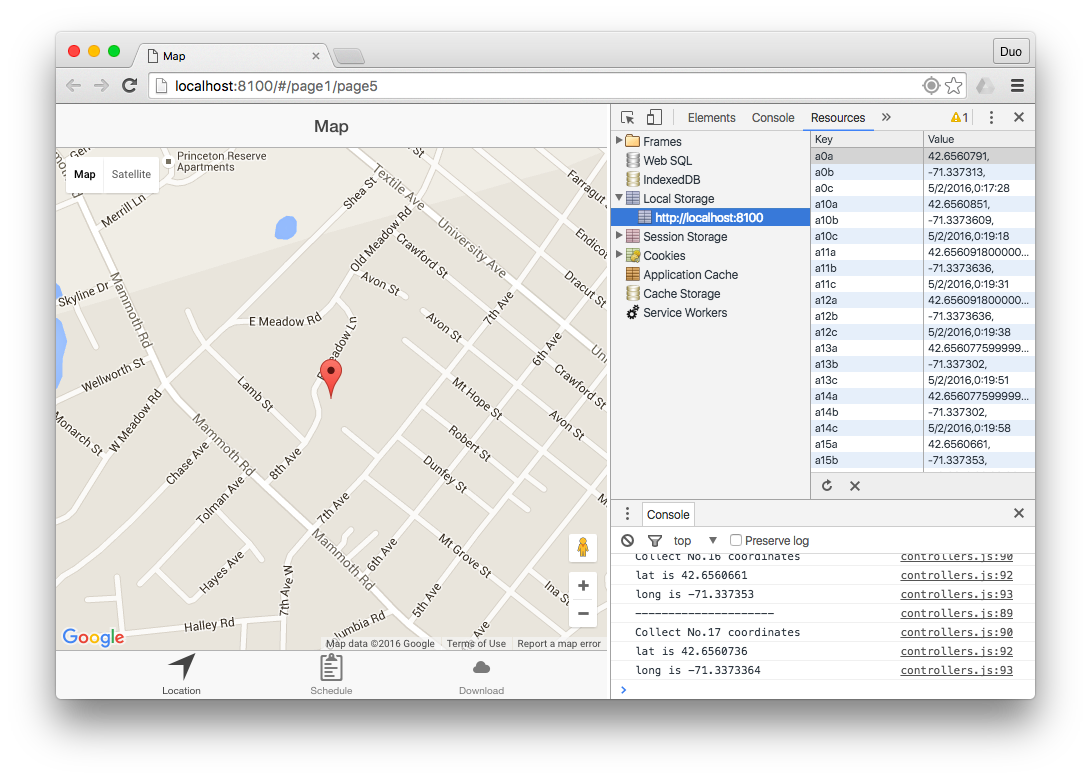 Map
Duo
localhost:8100/#/page1/page5
Map
Map
Satellite
Princeton Reserve
Apartments
Merrill Ln
Skyline Dr
Mammoth Rd
Shea St
Textile Ave
University Ave
Old Meadow Rd
Crawford St
Avon St
Farragut
Endicott
Dracut St
E Meadow Rd
Avon St
7th Ave
6th Ave
Wellworth St
Lamb St
Mt Hope St
Crawford St
Monarch St
W Meadow Rd
Mammoth Rd
Robert St
Avon St
Chase Ave
8th Ave
Dunfey St
Tolman Ave
7th Ave
Hayes Ave
Mammoth Rd
6th Ave
Mt Grove St
7th Ave W
5th Ave
Ina St
Halley Rd
Google
Map data ©2016 Google
Terms of Use
Report a map error
Location
Schedule
Download
Elements
Console
Resources
»
1
Frames
Web SQL
IndexedDB
Local Storage
http://localhost:8100
Session Storage
Cookies
Application Cache
Cache Storage
Service Workers
Key Value
a0a 42.6560791,
a0b -71.337313,
a0c 5/2/2016,0:17:28
a10a 42.6560851,
a10b -71.3373609,
a10c 5/2/2016,0:19:18
a11a 42.656091800000...
a11b -71.3373636,
a11c 5/2/2016,0:19:31
a12a 42.656091800000...
a12b -71.3373636,
a12c 5/2/2016,0:19:38
a13a 42.656077599999...
a13b -71.337302,
a13c 5/2/2016,0:19:51
a14a 42.656077599999...
a14b -71.337302,
a14c 5/2/2016,0:19:58
a15a 42.6560661,
a15b -71.337353,
Console
top
Preserve log
Collect No.16 coordinates controllers.js:90
lat is 42.6560661 controllers.js:92
long is -71.337353 controllers.js:93
--------------------- controllers.js:89
Collect No.17 coordinates controllers.js:90
lat is 42.6560736 controllers.js:92
long is -71.3373364 controllers.js:93